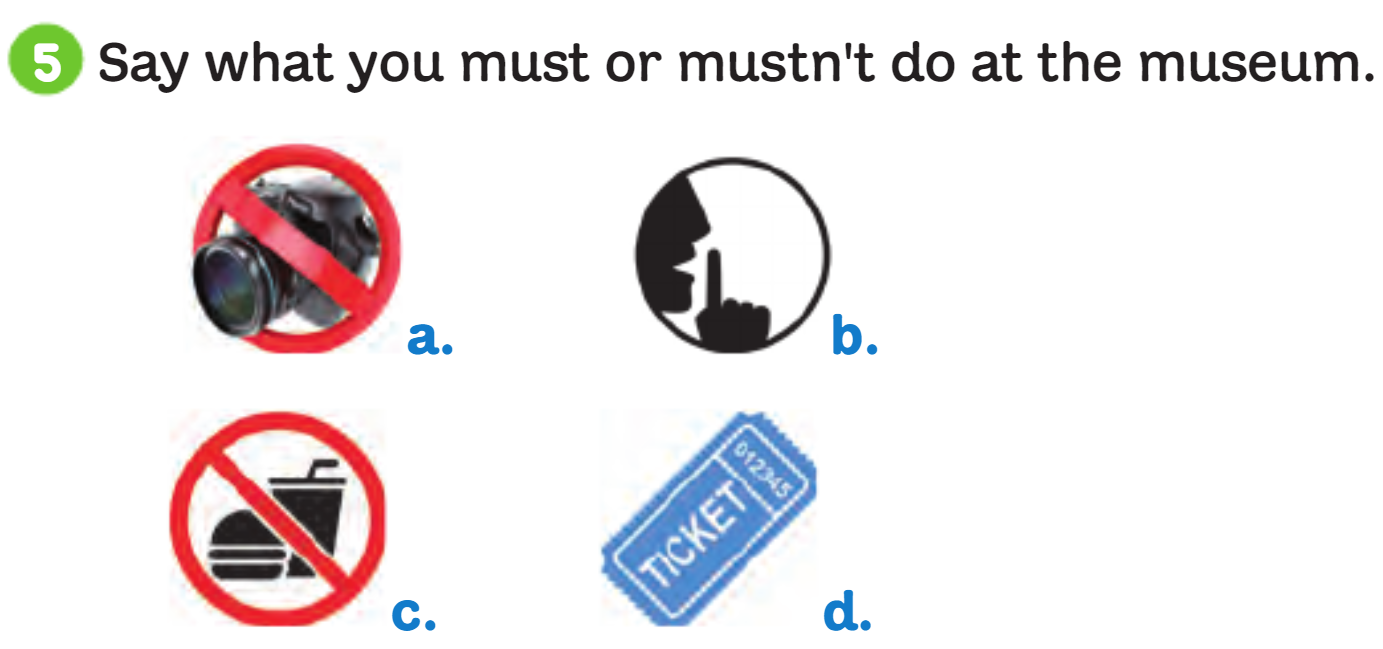 5 Say what you must or mustn't do at the museum.
a.
b.
c.
012345
TICKET
d.